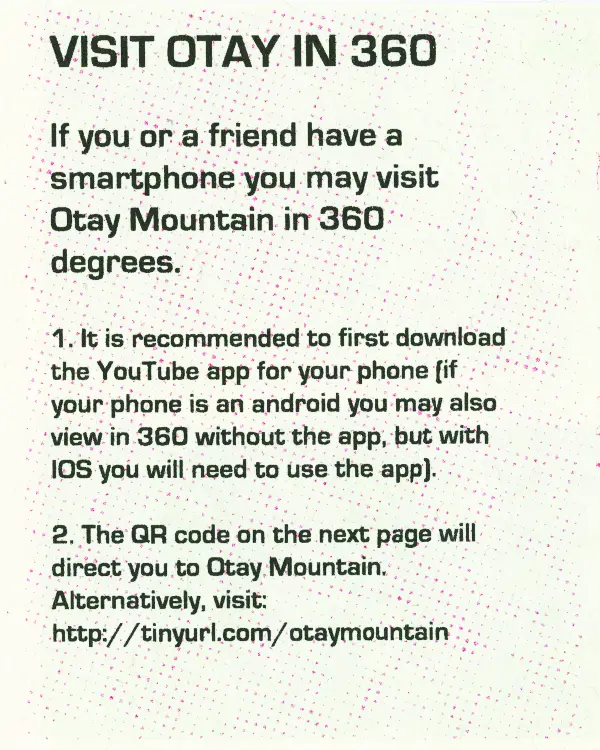 VISIT OTAY IN 360
If you or a friend have a
smartphone you may visit
Otay Mountain in 360
degrees.
1. It is recommended to first download
the YouTube app for your phone (if
your phone is an android you may also
view in 360 without the app, but with
IOS you will need to use the app).
2. The QR code on the next page will
direct you to Otay Mountain.
Alternatively, visit:
http://tinyurl.com/otaymountain